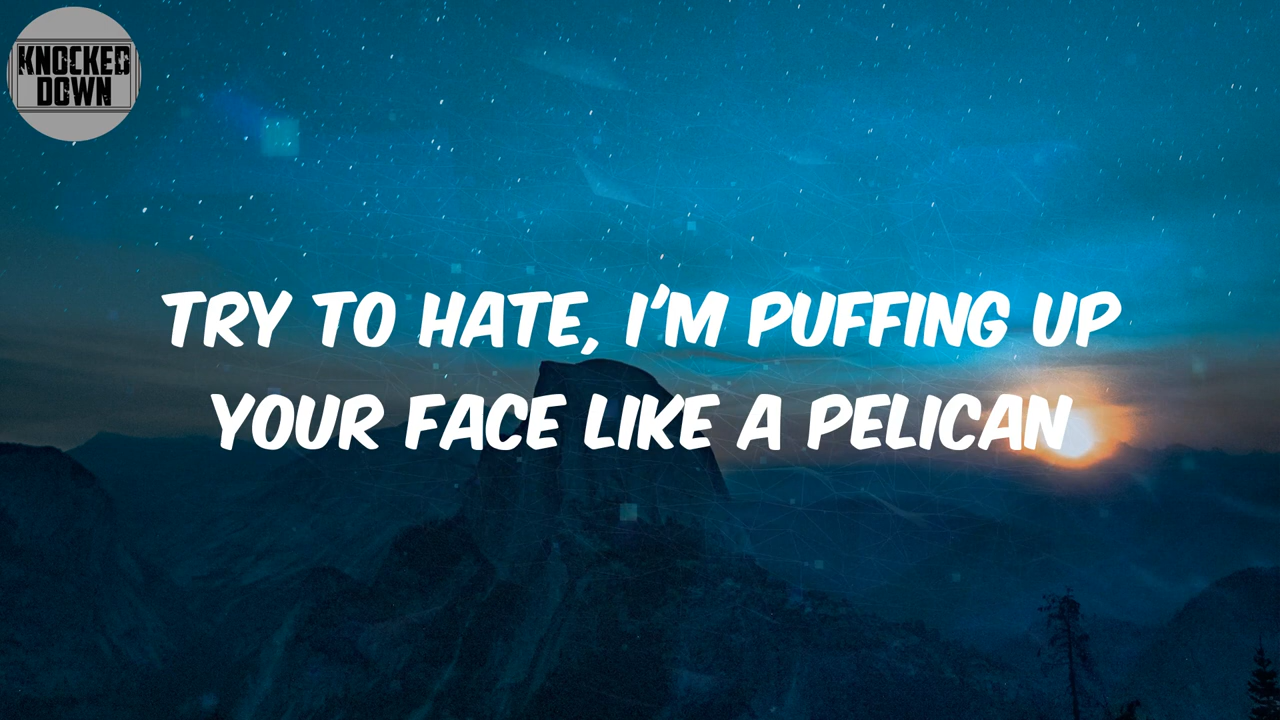 KNOCKED
DOWN
TRY TO HATE, I'M PUFFING UP
YOUR FACE LIKE A PELICAN